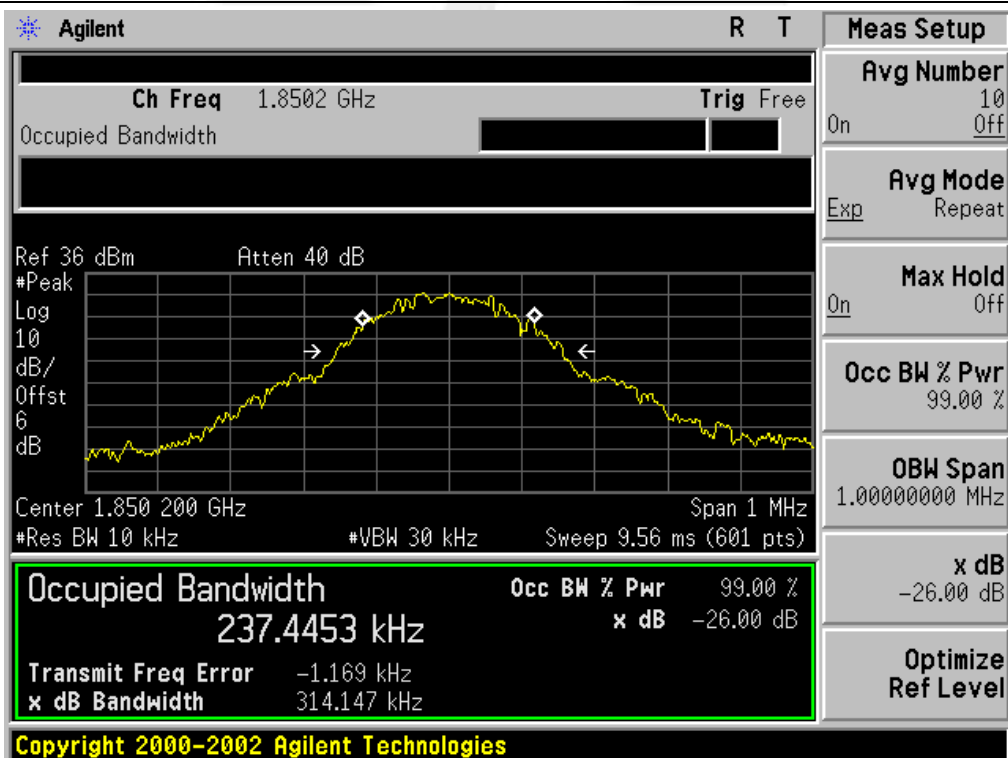 Agilent R T
Ch Freq 1.8502 GHz Trig Free
Occupied Bandwidth
Ref 36 dBm Atten 40 dB
#Peak
Log
10
dB/
Offst
6
dB
Center 1.850 200 GHz Span 1 MHz
#Res BW 10 kHz #VBW 30 kHz Sweep 9.56 ms (601 pts)
Occupied Bandwidth
237.4453 kHz
Occ BW % Pwr 99.00 %
x dB -26.00 dB
Transmit Freq Error -1.169 kHz
x dB Bandwidth 314.147 kHz
Copyright 2000-2002 Agilent Technologies
Meas Setup
Avg Number
10
On Off
Avg Mode
Exp Repeat
Max Hold
On Off
Occ BW % Pwr
99.00 %
OBW Span
1.00000000 MHz
x dB
-26.00 dB
Optimize
Ref Level